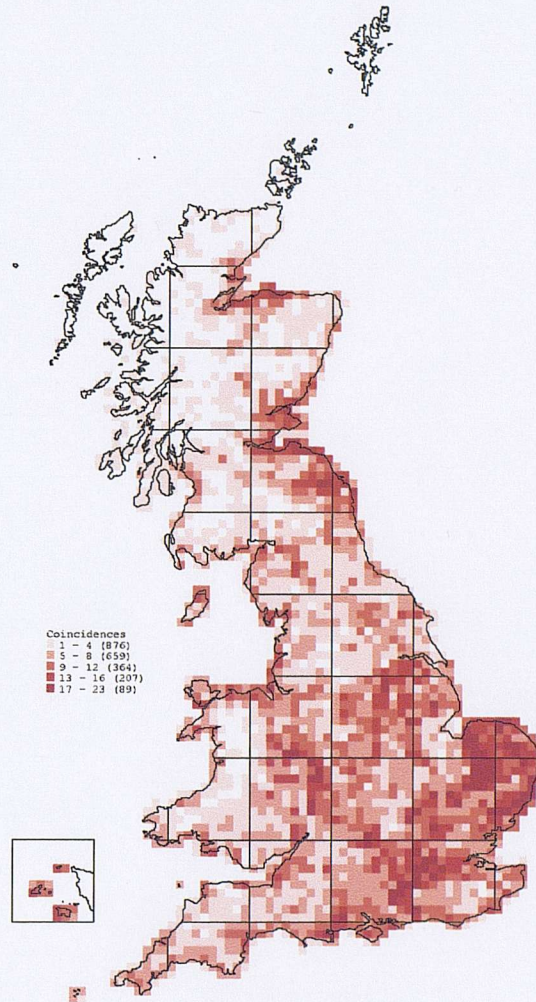 Coincidences
1 - 4 (876)
5 - 8 (659)
9 - 12 (364)
13 - 16 (207)
17 - 23 (89)